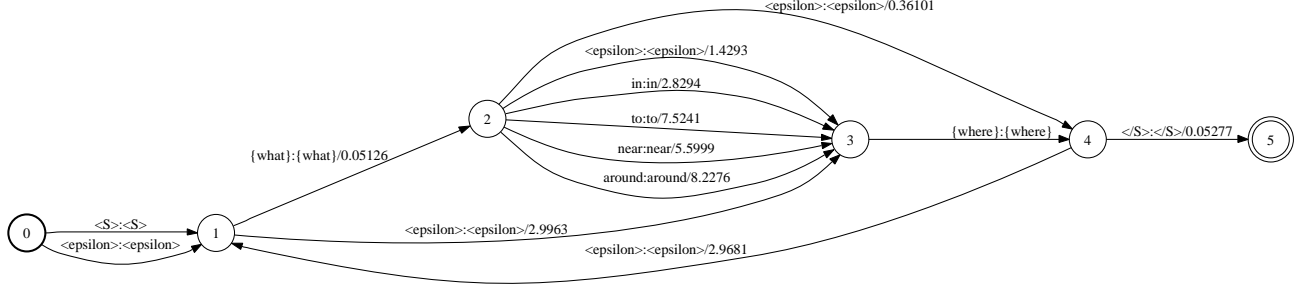 <epsilon>:<epsilon>/0.36101
<epsilon>:<epsilon>/1.4293
in:in/2.8294
2
to:to/7.5241
{where}:{where}
</S>:</S>/0.05277
3
4
5
{what}:{what}/0.05126
near:near/5.5999
around:around/8.2276
0
<S>:<S>
1
<epsilon>:<epsilon>/2.9963
<epsilon>:<epsilon>
<epsilon>:<epsilon>/2.9681